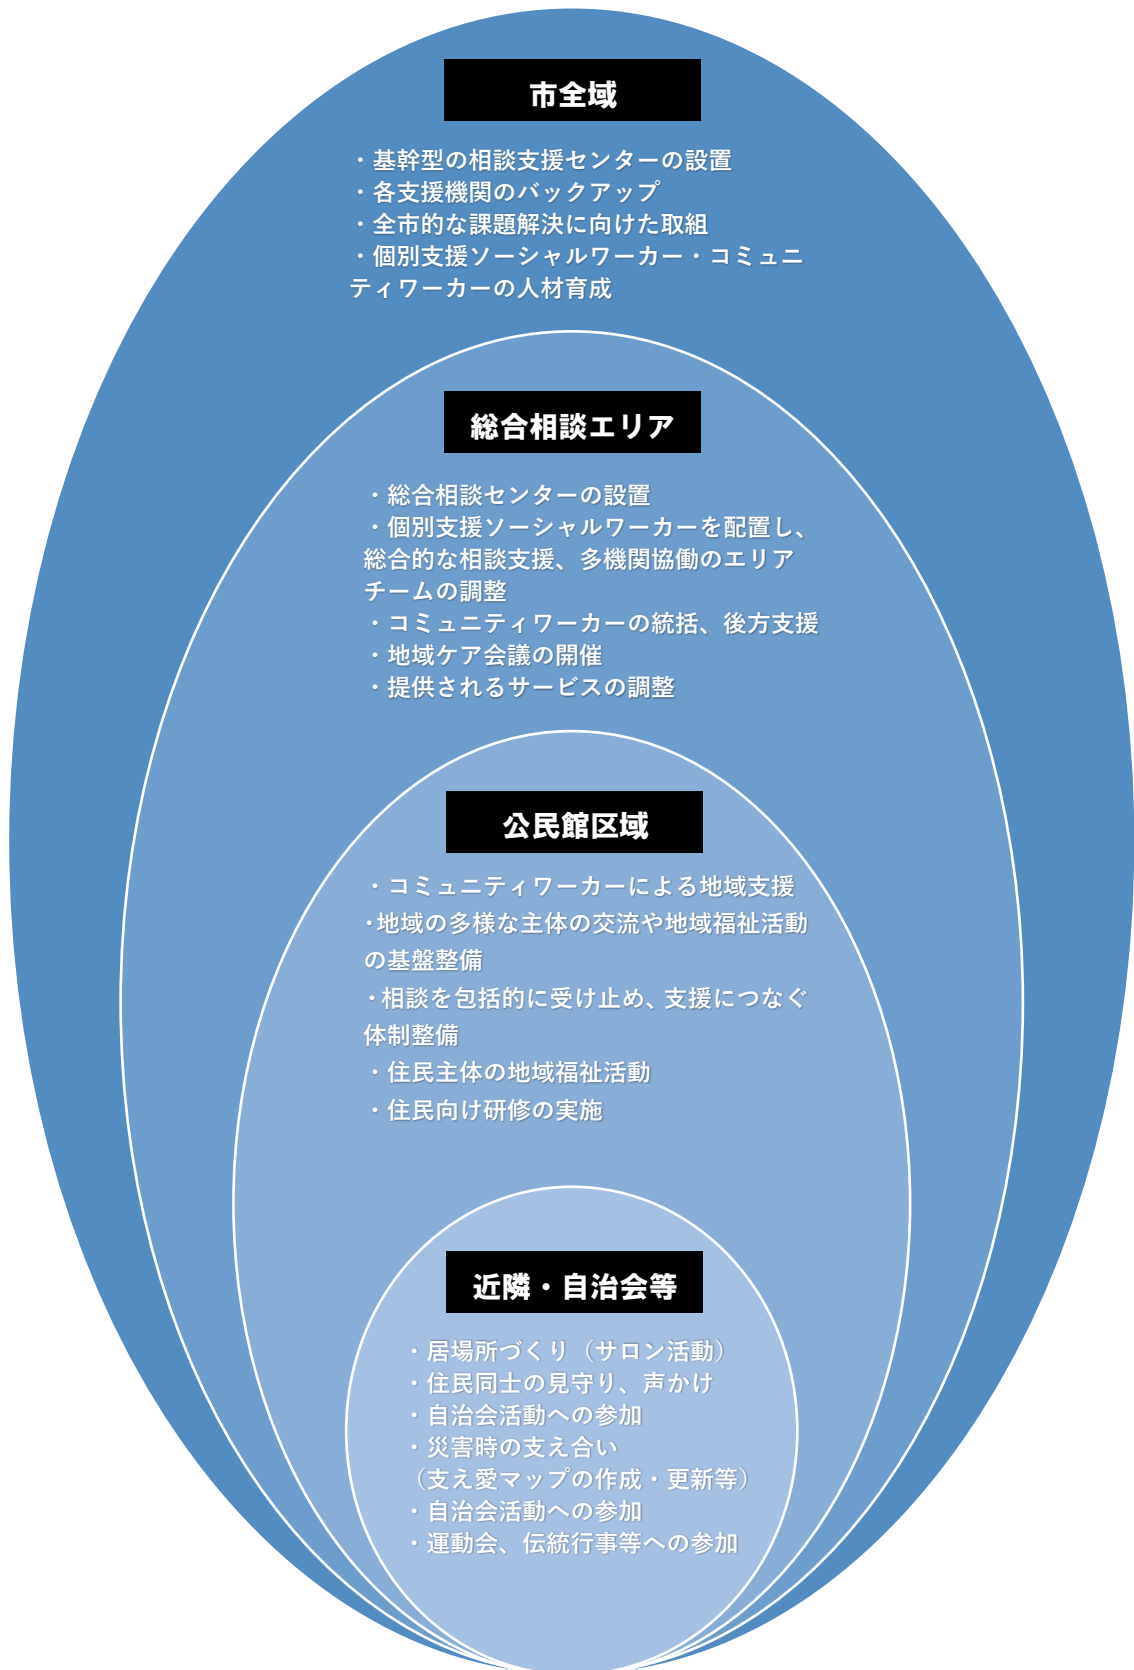 市全域
・基幹型の相談支援センターの設置
・各支援機関のバックアップ
・全市的な課題解決に向けた取組
・個別支援ソーシャルワーカー・コミュニ
ティワーカーの人材育成
総合相談エリア
・総合相談センターの設置
・個別支援ソーシャルワーカーを配置し、
総合的な相談支援、多機関協働のエリア
チームの調整
・コミュニティワーカーの統括、後方支援
・地域ケア会議の開催
・提供されるサービスの調整
公民館区域
・コミュニティワーカーによる地域支援
・地域の多様な主体の交流や地域福祉活動
の基盤整備
・相談を包括的に受け止め、支援につなぐ
体制整備
・住民主体の地域福祉活動
・住民向け研修の実施
近隣・自治会等
・居場所づくり（サロン活動）
・住民同士の見守り、声かけ
・自治会活動への参加
・災害時の支え合い
（支え愛マップの作成・更新等）
・自治会活動への参加
・運動会、伝統行事等への参加